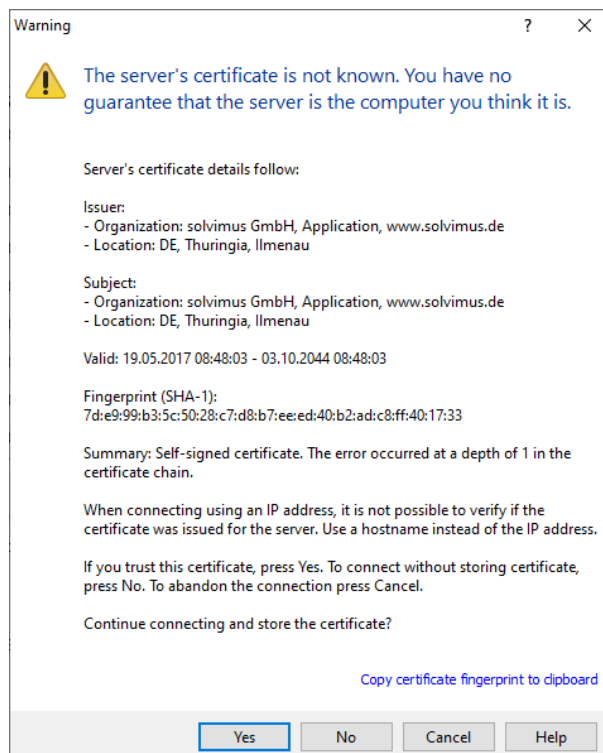 Warning
?
The server's certificate is not known. You have no
guarantee that the server is the computer you think it is.
Server's certificate details follow:
Issuer:
- Organization: solvimus GmbH, Application, www.solvimus.de
- Location: DE, Thuringia, Ilmenau
Subject:
- Organization: solvimus GmbH, Application, www.solvimus.de
- Location: DE, Thuringia, Ilmenau
Valid: 19.05.2017 08:48:03 - 03.10.2044 08:48:03
Fingerprint (SHA-1):
7d:e9:99:b3:5c:50:28:c7:d8:b7:ee:ed:40:b2:ad:c8:ff:40:17:33
Summary: Self-signed certificate. The error occurred at a depth of 1 in the
certificate chain.
When connecting using an IP address, it is not possible to verify if the
certificate was issued for the server. Use a hostname instead of the IP address.
If you trust this certificate, press Yes. To connect without storing certificate,
press No. To abandon the connection press Cancel.
Continue connecting and store the certificate?
Copy certificate fingerprint to clipboard
Yes No Cancel Help